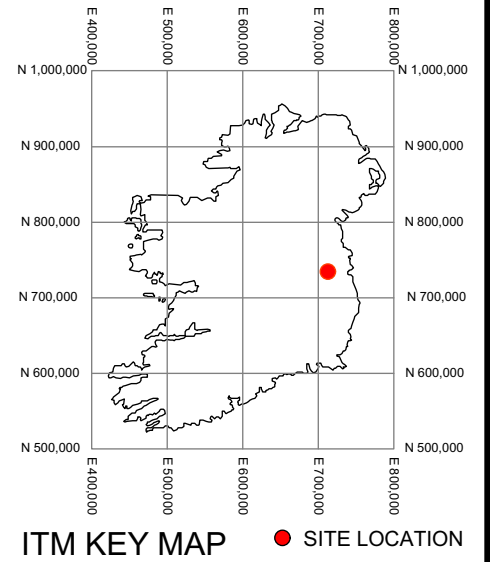 E 400,000 E 500,000 E 600,000 E 700,000 E 800,000
N 1,000,000 N 1,000,000
N 900,000 N 900,000
N 800,000 N 800,000
N 700,000 N 700,000
N 600,000 N 600,000
N 500,000 N 500,000
E 400,000 E 500,000 E 600,000 E 700,000 E 800,000
ITM KEY MAP SITE LOCATION